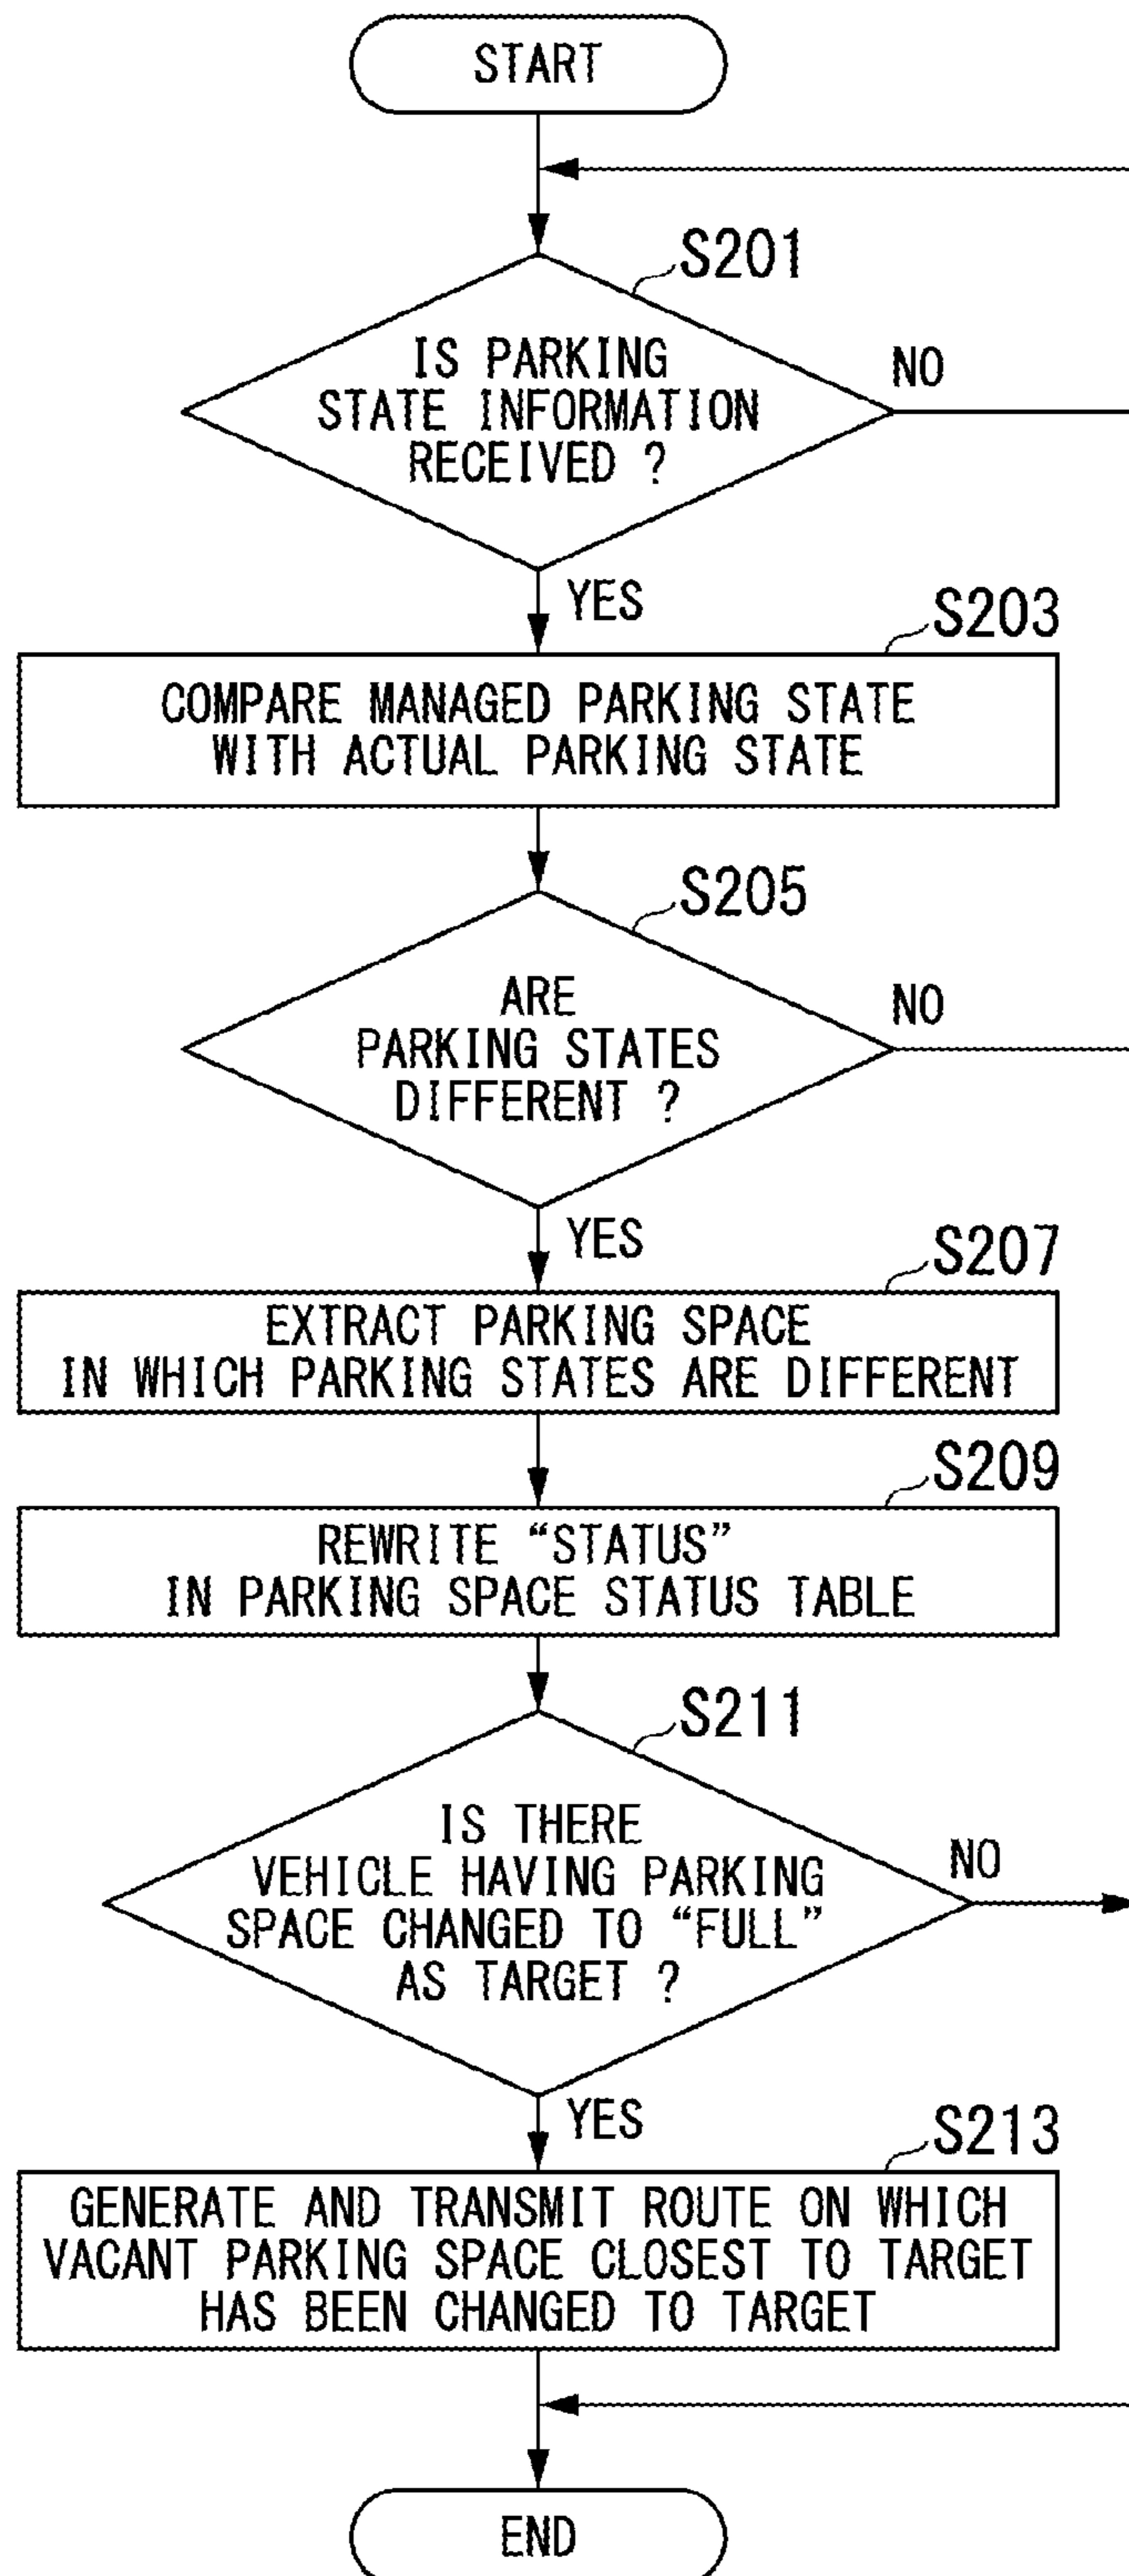 START
S201
IS PARKING
STATE INFORMATION
RECEIVED ?
NO
YES
S203
COMPARE MANAGED PARKING STATE
WITH ACTUAL PARKING STATE
S205
ARE
PARKING STATES
DIFFERENT ?
NO
YES
S207
EXTRACT PARKING SPACE
IN WHICH PARKING STATES ARE DIFFERENT
S209
REWRITE “STATUS”
IN PARKING SPACE STATUS TABLE
S211
IS THERE
VEHICLE HAVING PARKING
SPACE CHANGED TO “FULL”
AS TARGET ?
NO
YES
S213
GENERATE AND TRANSMIT ROUTE ON WHICH
VACANT PARKING SPACE CLOSEST TO TARGET
HAS BEEN CHANGED TO TARGET
END